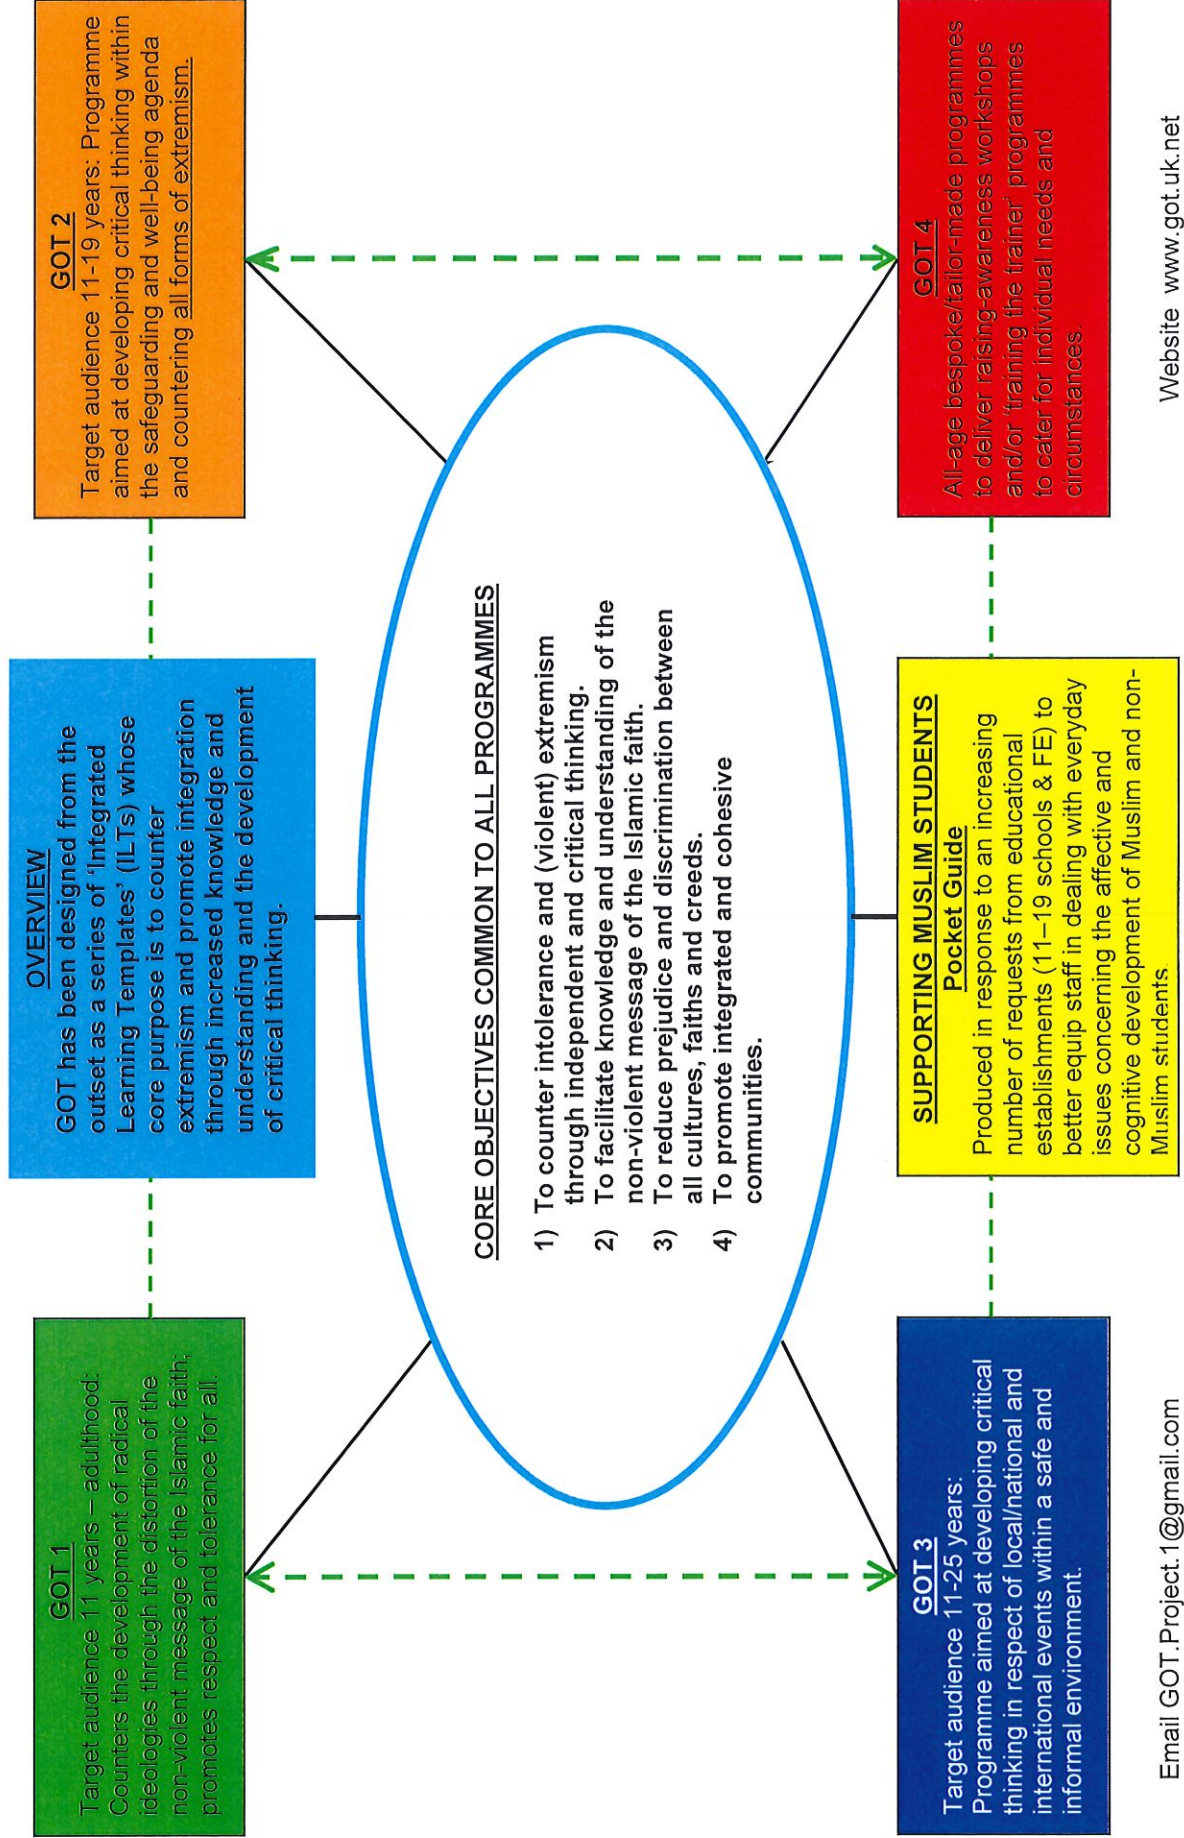 GOT 1
Target audience 11 years – adulthood:
Counters the development of radical
ideologies through the distortion of the
non-violent message of the Islamic faith;
promotes respect and tolerance for all.
OVERVIEW
GOT has been designed from the
outset as a series of 'Integrated
Learning Templates' (ILTs) whose
core purpose is to counter
extremism and promote integration
through increased knowledge and
understanding and the development
of critical thinking.
GOT 2
Target audience 11-19 years: Programme
aimed at developing critical thinking within
the safeguarding and well-being agenda
and countering all forms of extremism.
CORE OBJECTIVES COMMON TO ALL PROGRAMMES
1) To counter intolerance and (violent) extremism
through independent and critical thinking.
2) To facilitate knowledge and understanding of the
non-violent message of the Islamic faith.
3) To reduce prejudice and discrimination between
all cultures, faiths and creeds.
4) To promote integrated and cohesive
communities.
GOT 3
Target audience 11-25 years:
Programme aimed at developing critical
thinking in respect of local/national and
international events within a safe and
informal environment.
SUPPORTING MUSLIM STUDENTS
Pocket Guide
Produced in response to an increasing
number of requests from educational
establishments (11–19 schools & FE) to
better equip staff in dealing with everyday
issues concerning the affective and
cognitive development of Muslim and non-
Muslim students.
GOT 4
All-age bespoke/tailor-made programmes
to deliver raising-awareness workshops
and/or 'training the trainer' programmes
to cater for individual needs and
circumstances.
Email GOT.Project.1@gmail.com
Website www.got.uk.net